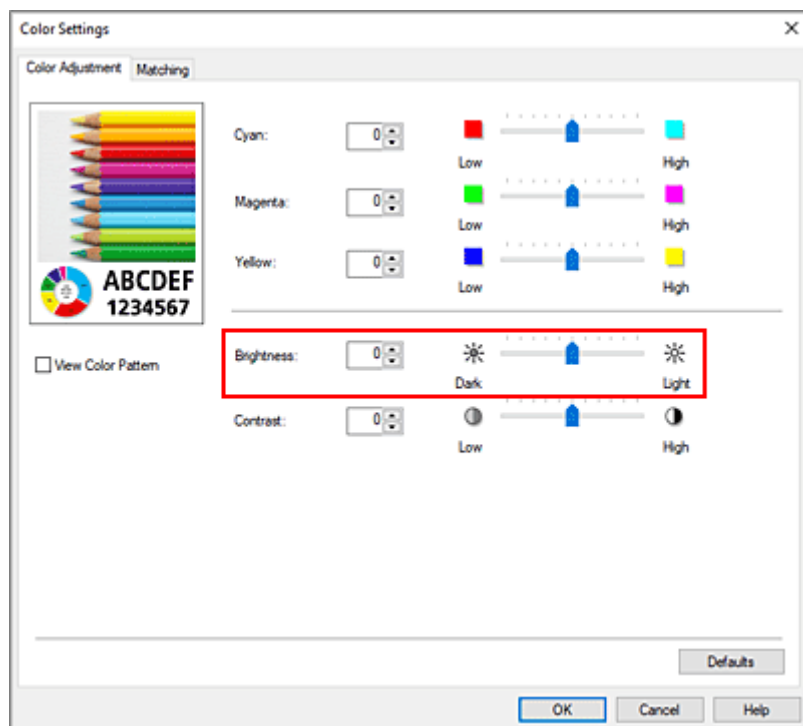 Color Settings
Color Adjustment Matching
Cyan: 0
Low High
Magenta: 0
Low High
Yellow: 0
Low High
ABCDEF
1234567
View Color Pattern
Brightness: 0
Dark Light
Contrast: 0
Low High
Defaults
OK Cancel Help